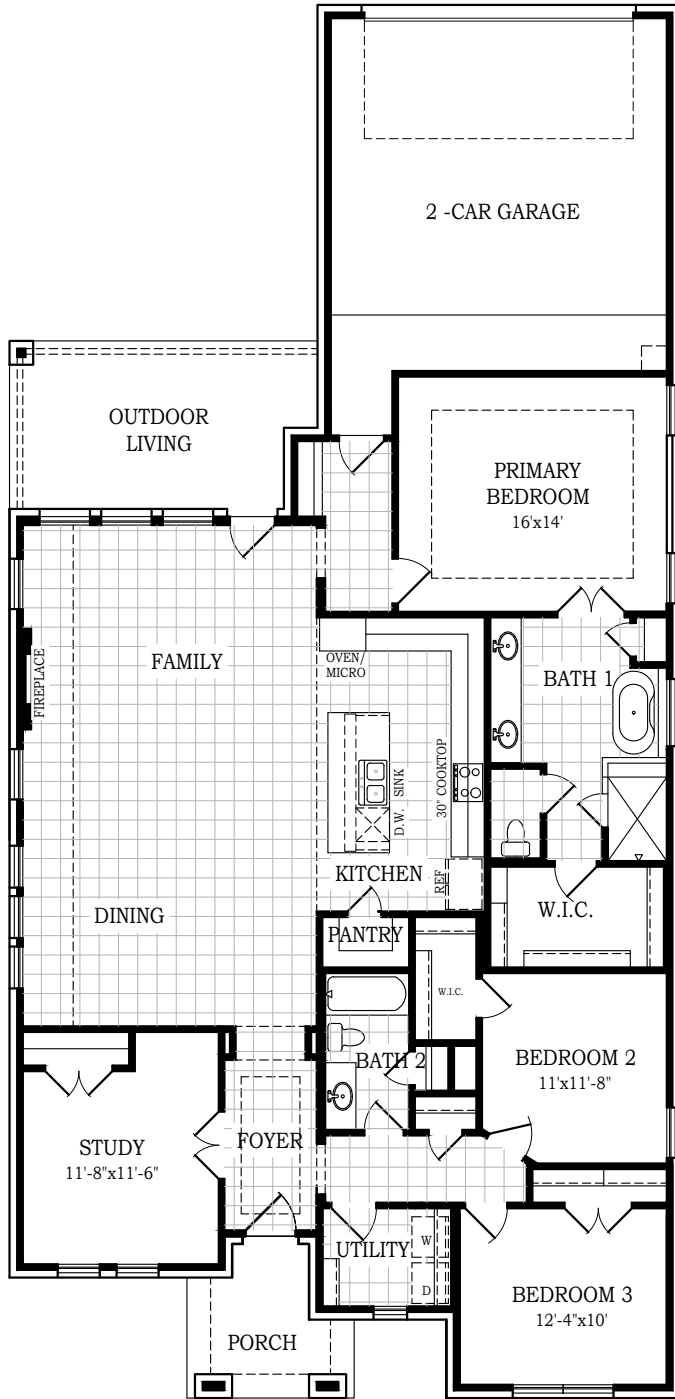 2 -CAR GARAGE
OUTDOOR
LIVING
PRIMARY
BEDROOM
16'x14'
FAMILY
FIREPLACE
OVEN/
MICRO
BATH 1
30" COOKTOP
D.W. SINK
KITCHEN
REF
DINING
PANTRY
W.I.C.
W.I.C.
BATH 2
BEDROOM 2
11'x11'-8"
STUDY
11'-8"x11'-6"
FOYER
UTILITY
W
D
BEDROOM 3
12'-4"x10'
PORCH